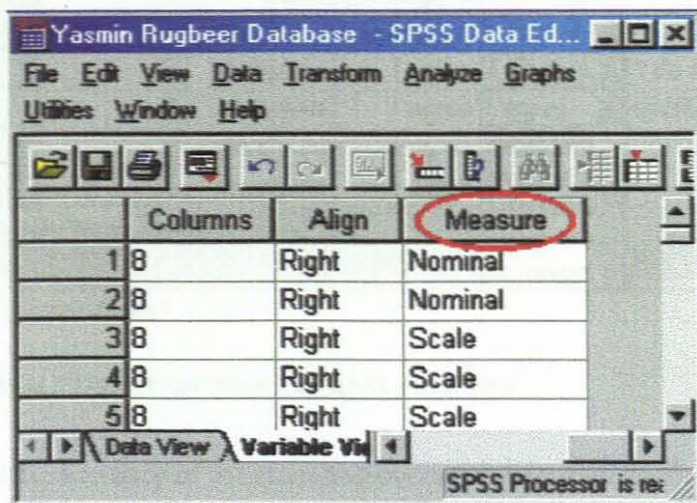 Yasmin Rugbeer Database - SPSS Data Ed...
File Edit View Data Transform Analyze Graphs
Utilities Window Help
Columns Align Measure
1 8 Right Nominal
2 8 Right Nominal
3 8 Right Scale
4 8 Right Scale
5 8 Right Scale
Data View Variable Vi
SPSS Processor is re